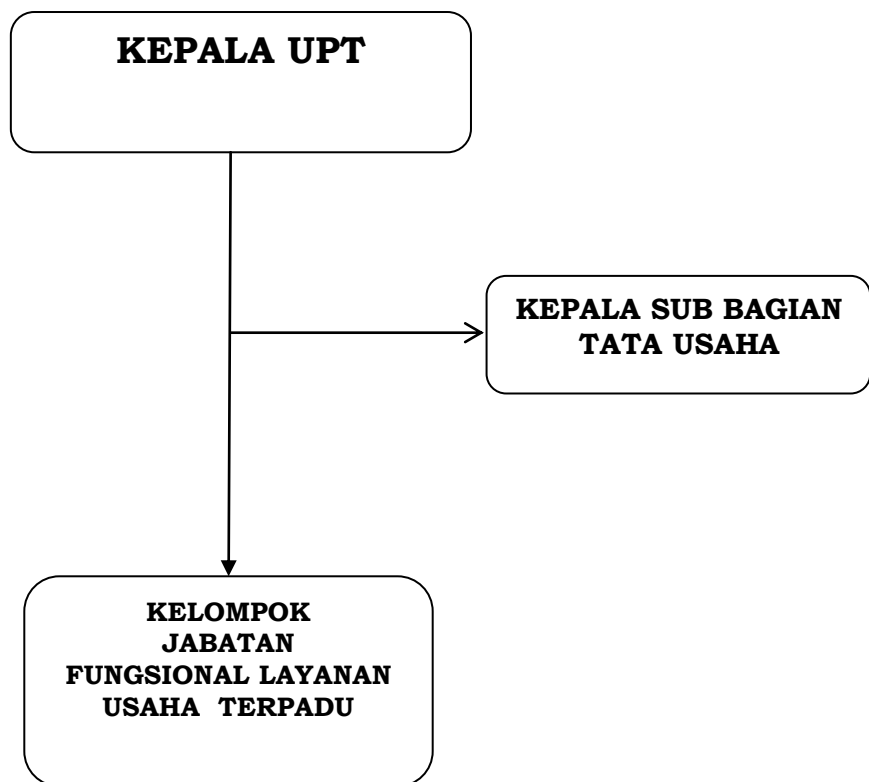 KEPALA UPT
KEPALA SUB BAGIAN
TATA USAHA
KELOMPOK
JABATAN
FUNGSIONAL LAYANAN
USAHA TERPADU